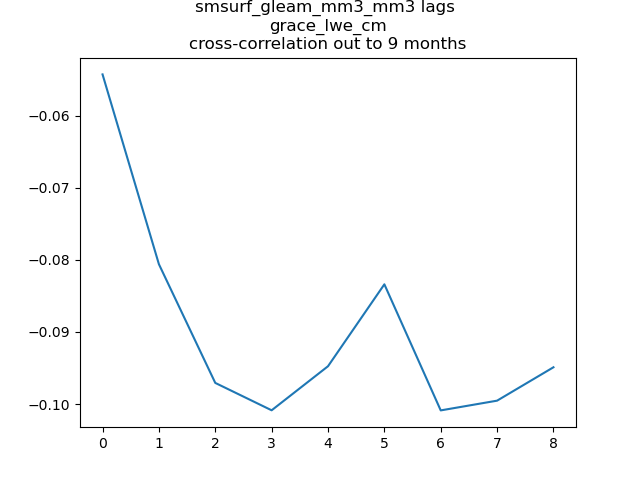 smsurf_gleam_mm3_mm3 lags
grace_lwe_cm
cross-correlation out to 9 months
−0.06
−0.07
−0.08
−0.09
−0.10
0 1 2 3 4 5 6 7 8